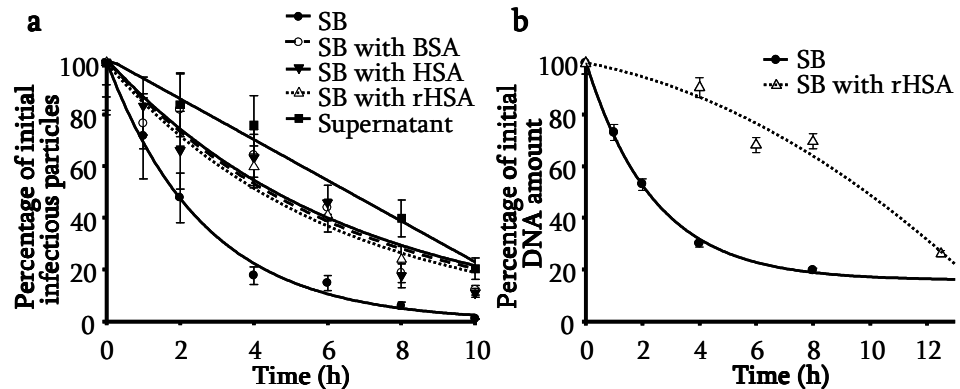 a
SB
SB with BSA
SB with HSA
SB with rHSA
Supernatant
Percentage of initial
infectious particles
100
80
60
40
20
0
0 2 4 6 8 10
Time (h)
b
SB
SB with rHSA
Percentage of initial
DNA amount
100
80
60
40
20
0
0 2 4 6 8 10 12
Time (h)